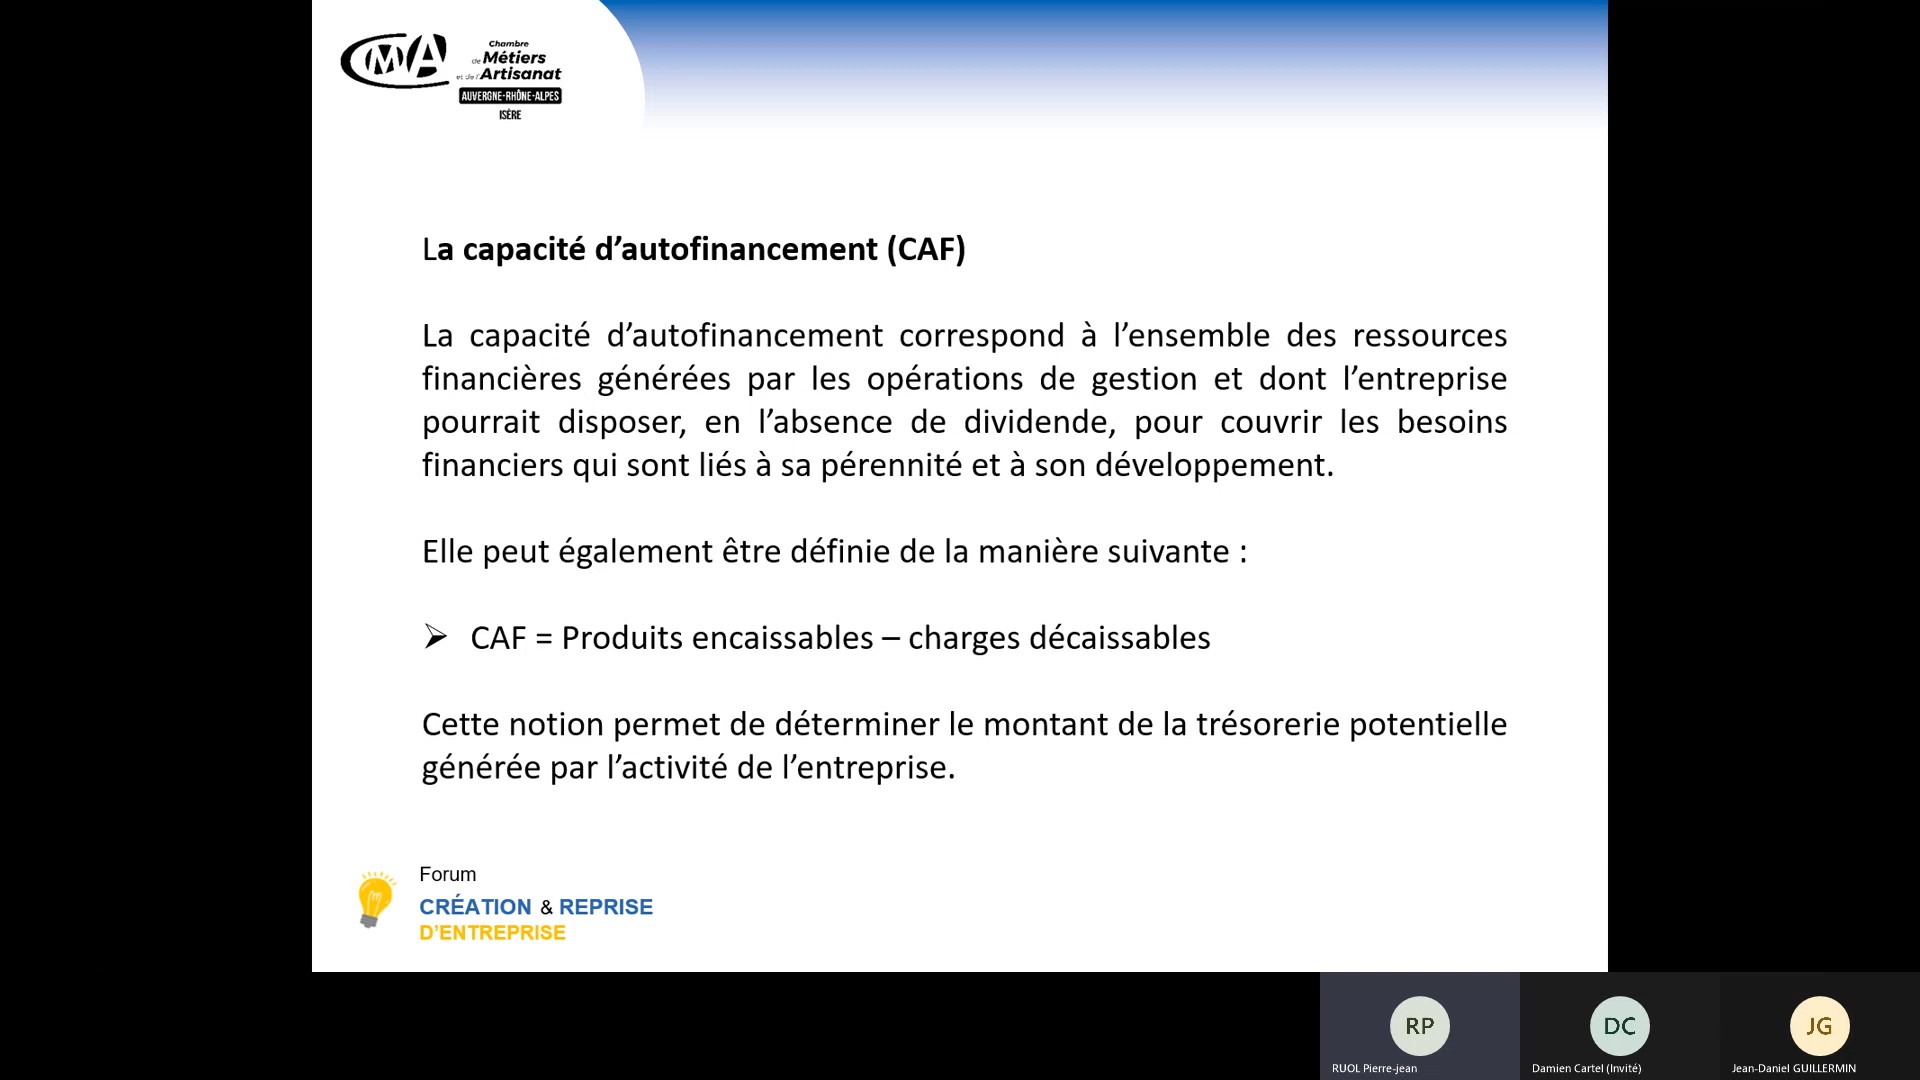 CMA
Chambre
de Métiers
et de l'Artisanat
AUVERGNE-RHÔNE-ALPES
ISÈRE
La capacité d’autofinancement (CAF)
La capacité d’autofinancement correspond à l’ensemble des ressources
financières générées par les opérations de gestion et dont l’entreprise
pourrait disposer, en l’absence de dividende, pour couvrir les besoins
financiers qui sont liés à sa pérennité et à son développement.
Elle peut également être définie de la manière suivante :
➢ CAF = Produits encaissables – charges décaissables
Cette notion permet de déterminer le montant de la trésorerie potentielle
générée par l’activité de l’entreprise.
Forum
CRÉATION & REPRISE
D’ENTREPRISE
RP
DC
JG
RUOL Pierre-jean
Damien Cartel (Invité)
Jean-Daniel GUILLERMIN